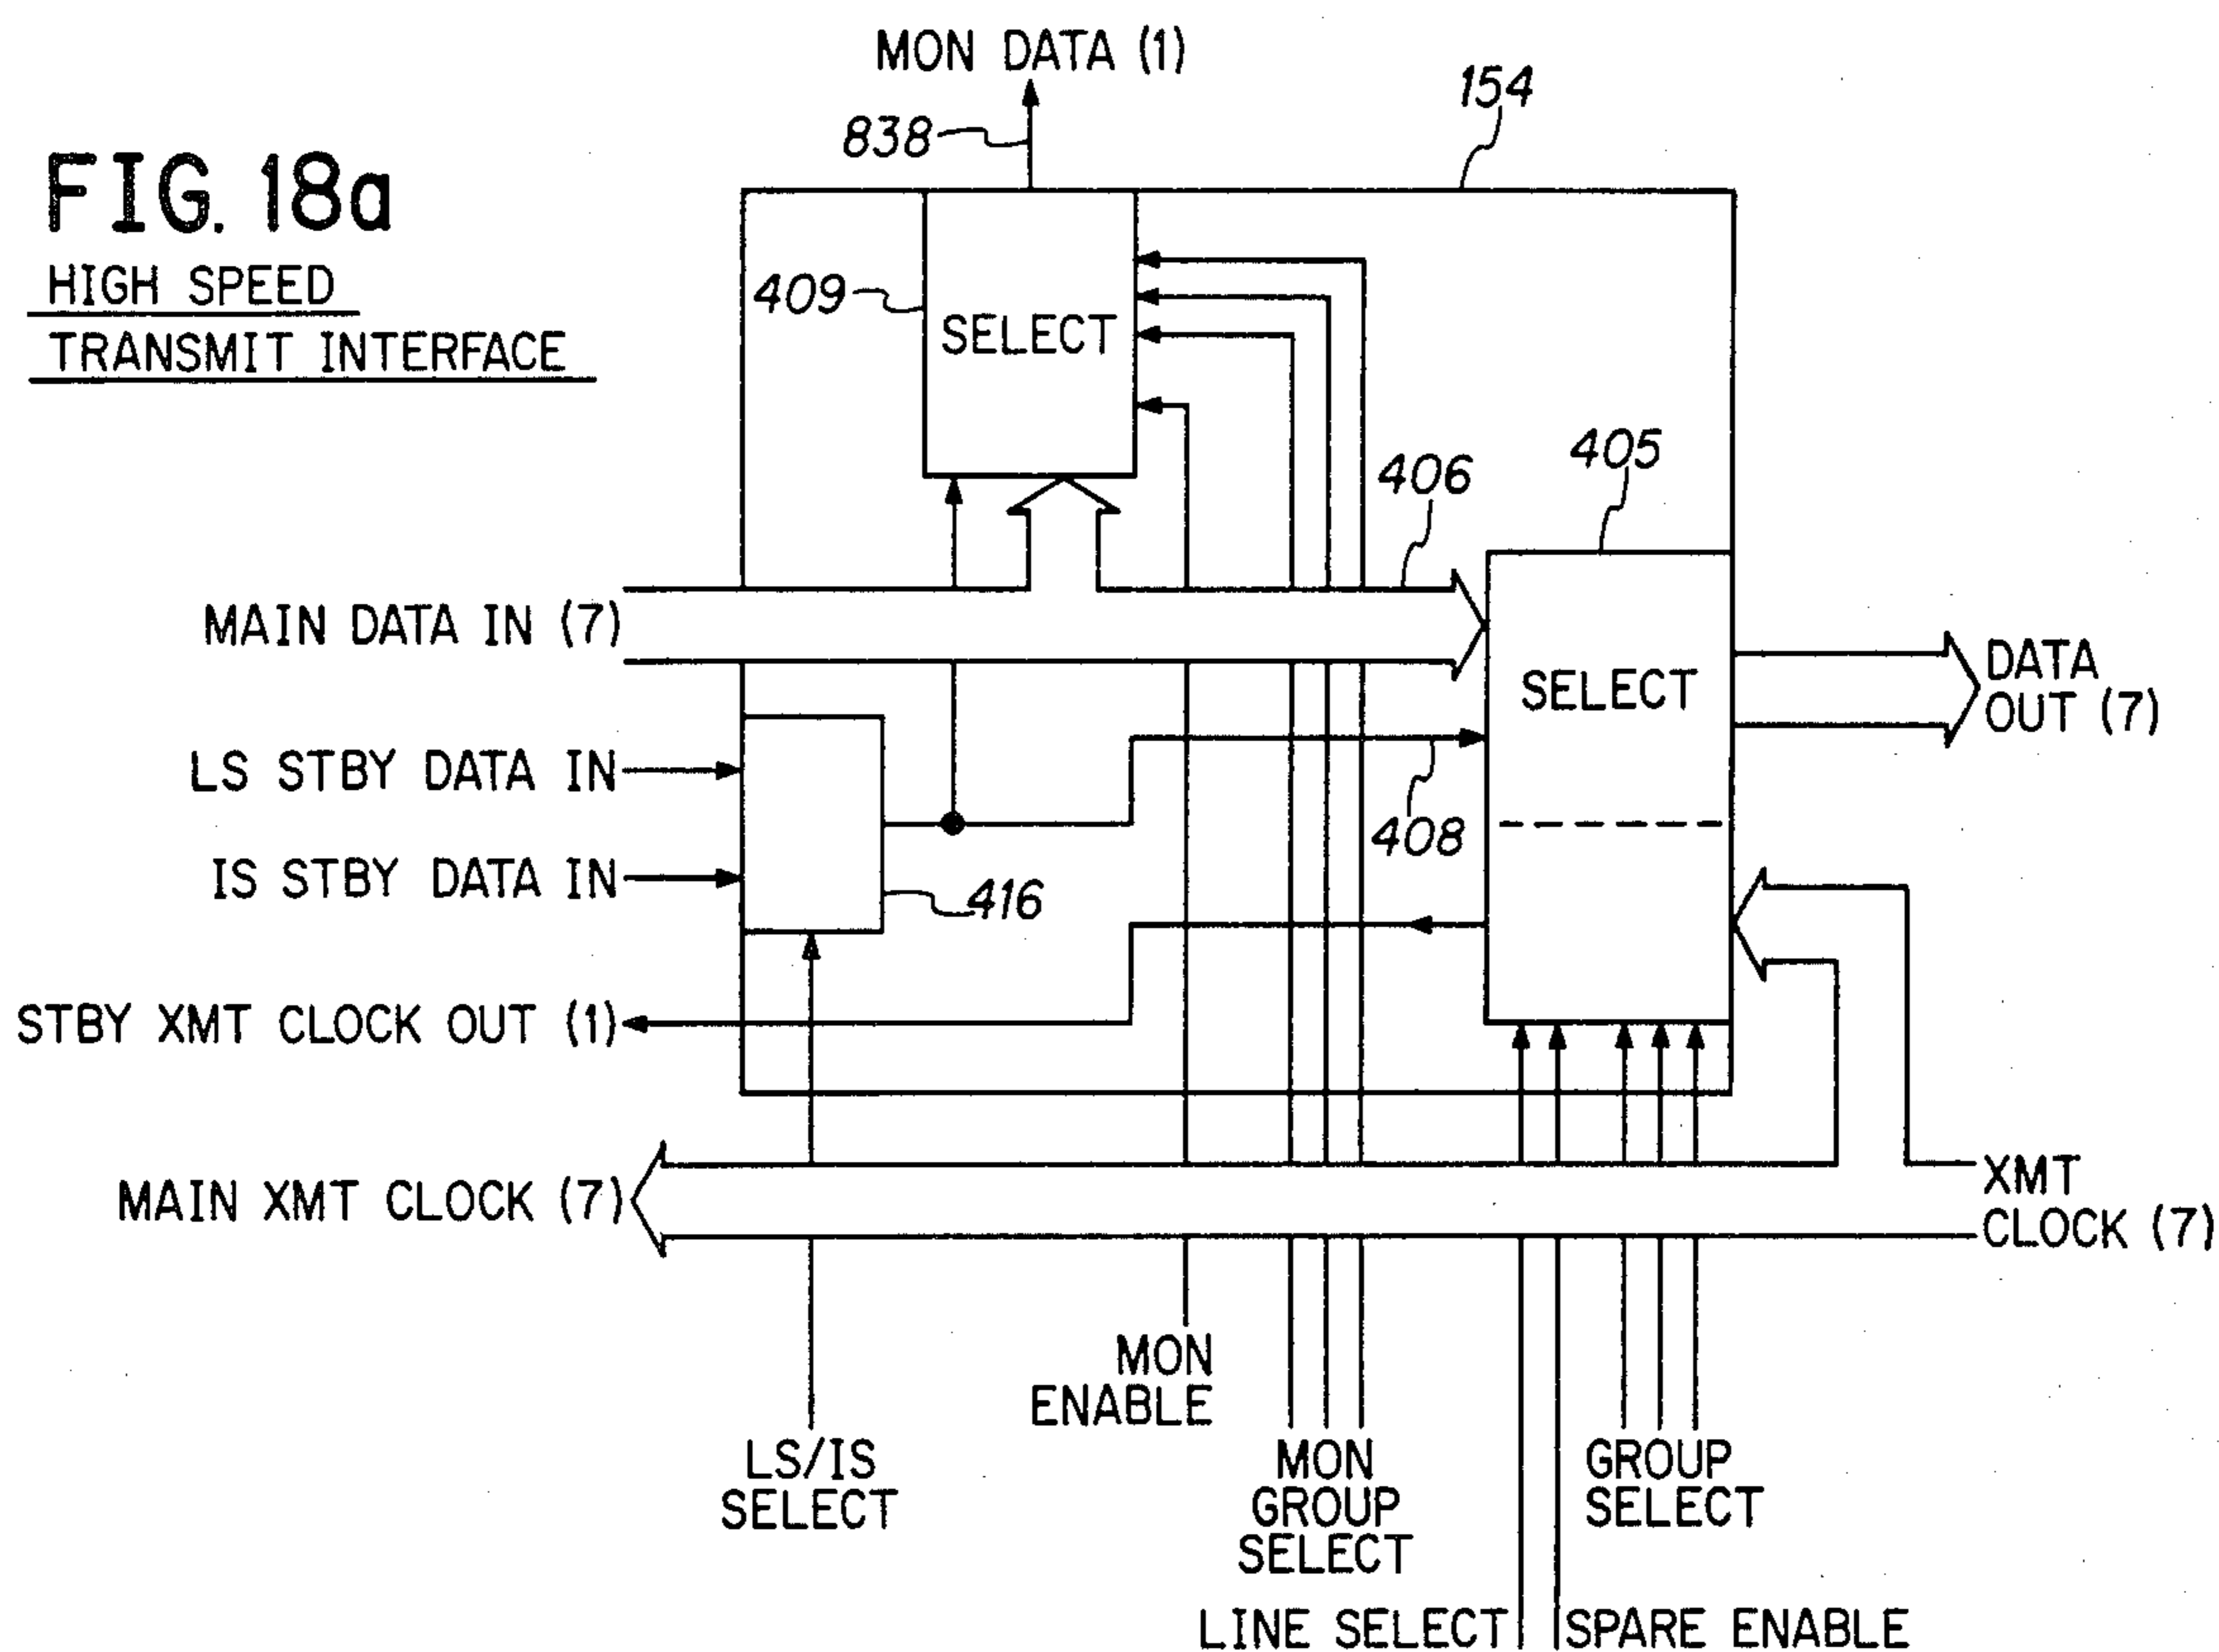 MON DATA (1)
154
838
FIG. 18a
HIGH SPEED
TRANSMIT INTERFACE
409
SELECT
406
405
MAIN DATA IN (7)
SELECT
DATA
OUT (7)
LS STBY DATA IN
408
IS STBY DATA IN
416
STBY XMT CLOCK OUT (1)
MAIN XMT CLOCK (7)
XMT
CLOCK (7)
MON
ENABLE
LS/IS
SELECT
MON
GROUP
SELECT
GROUP
SELECT
LINE SELECT
SPARE ENABLE